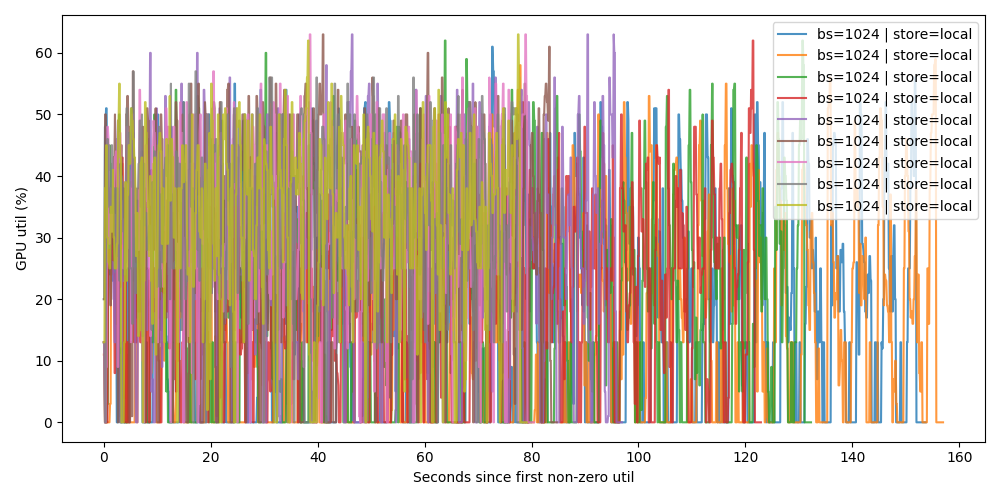 bs=1024 | store=local
bs=1024 | store=local
bs=1024 | store=local
bs=1024 | store=local
bs=1024 | store=local
bs=1024 | store=local
bs=1024 | store=local
bs=1024 | store=local
bs=1024 | store=local
GPU util (%)
60
50
40
30
20
10
0
0 20 40 60 80 100 120 140 160
Seconds since first non-zero util